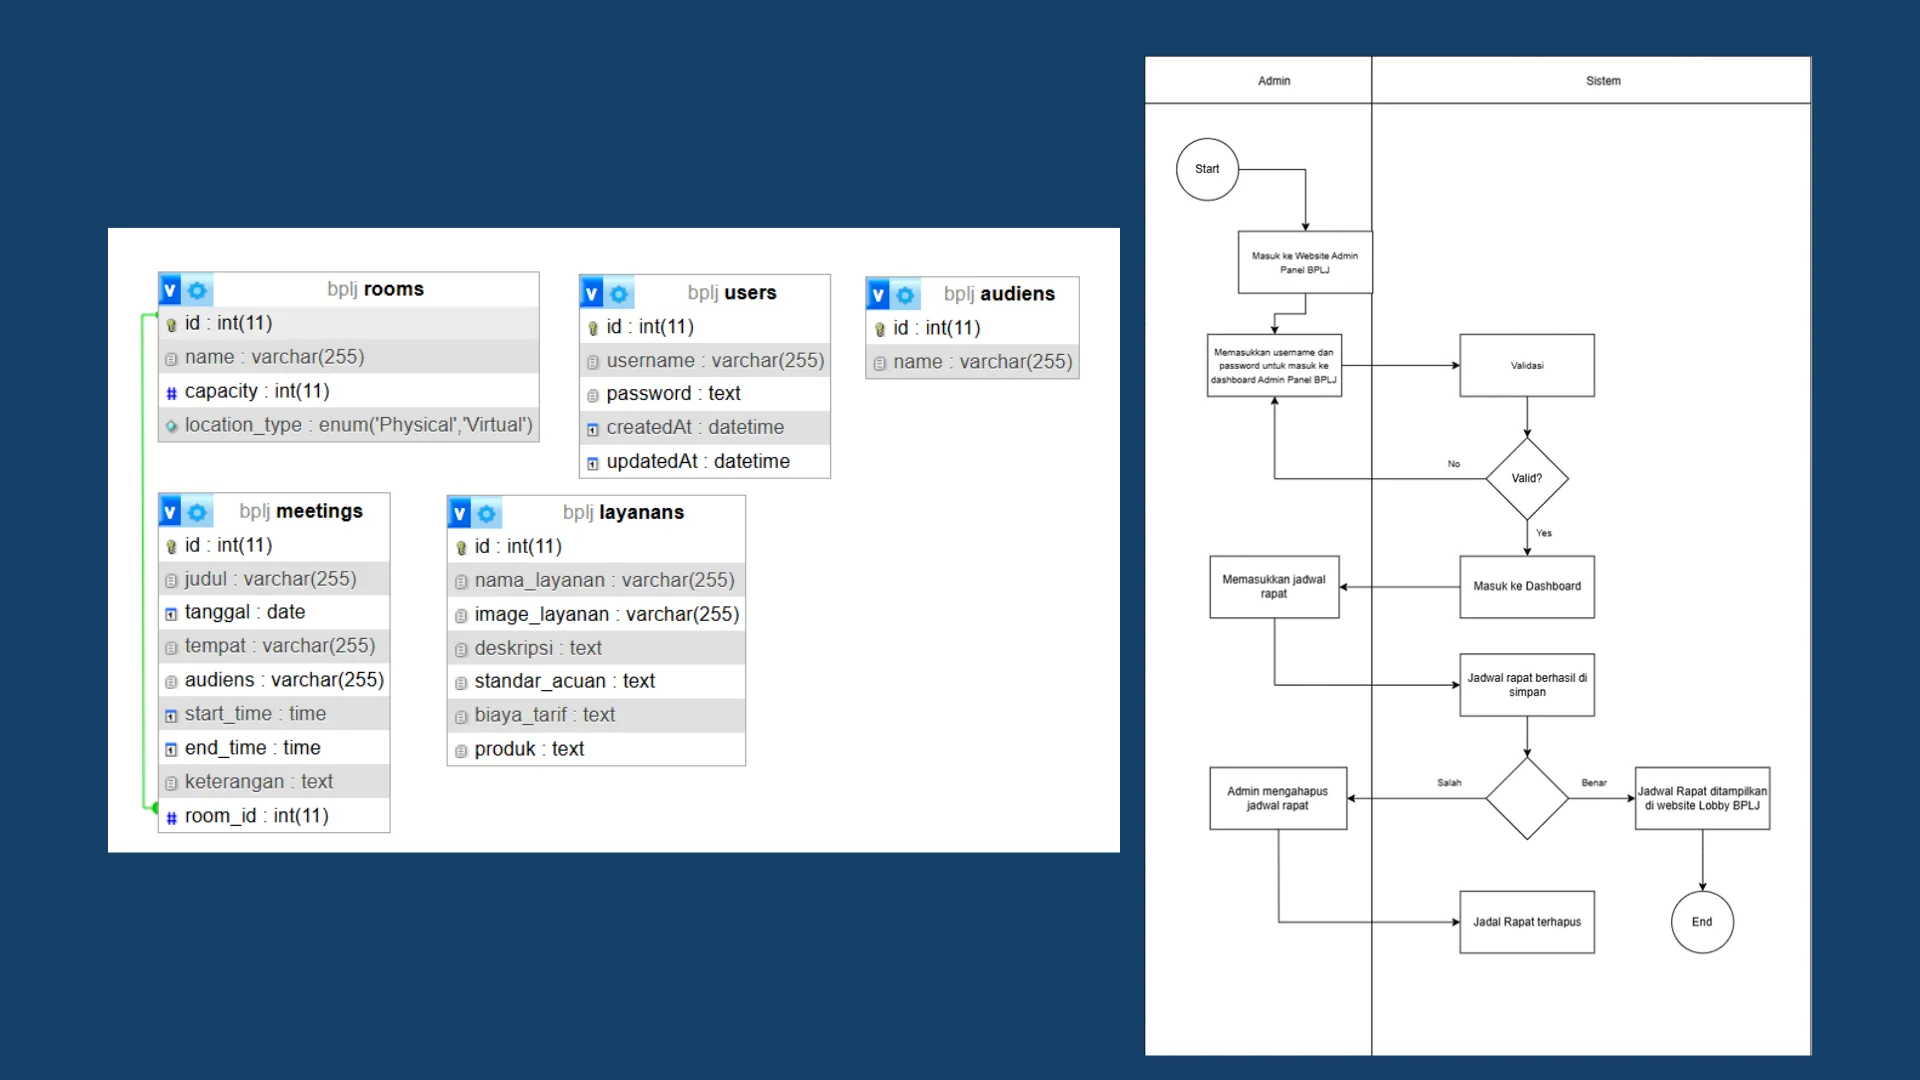 bplj rooms
id : int(11)
name : varchar(255)
capacity : int(11)
location_type : enum('Physical','Virtual')
bplj users
id : int(11)
username : varchar(255)
password : text
createdAt : datetime
updatedAt : datetime
bplj audiens
id : int(11)
name : varchar(255)
bplj meetings
id : int(11)
judul : varchar(255)
tanggal : date
tempat : varchar(255)
audiens : varchar(255)
start_time : time
end_time : time
keterangan : text
room_id : int(11)
bplj layanans
id : int(11)
nama_layanan : varchar(255)
image_layanan : varchar(255)
deskripsi : text
standar_acuan : text
biaya_tarif : text
produk : text
Admin
Sistem
Start
Masuk ke Website Admin
Panel BPLJ
Memasukkan username dan
password untuk masuk ke
dashboard Admin Panel BPLJ
Validasi
Valid?
No
Yes
Masuk ke Dashboard
Memasukkan jadwal
rapat
Jadwal rapat berhasil di
simpan
Salah
Benar
Admin mengahapus
jadwal rapat
Jadwal Rapat ditampilkan
di website Lobby BPLJ
Jadal Rapat terhapus
End